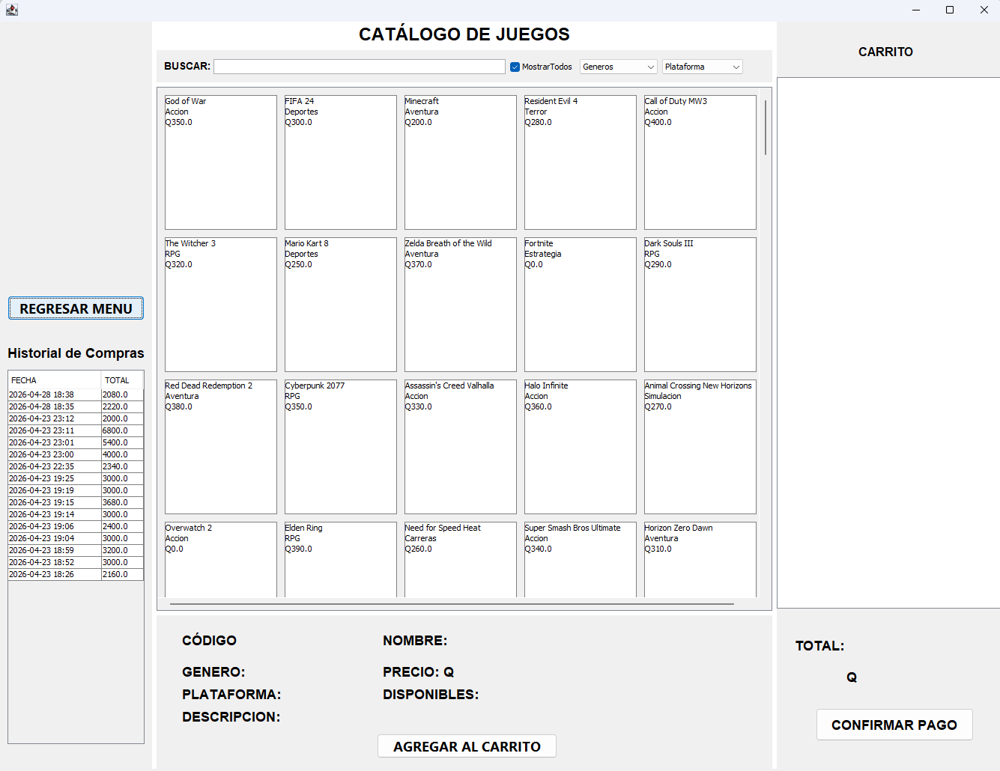 CATÁLOGO DE JUEGOS
BUSCAR:
MostrarTodos
Generos
Plataforma
God of War
Accion
Q350.0
FIFA 24
Deportes
Q300.0
Minecraft
Aventura
Q200.0
Resident Evil 4
Terror
Q280.0
Call of Duty MW3
Accion
Q400.0
The Witcher 3
RPG
Q320.0
Mario Kart 8
Deportes
Q250.0
Zelda Breath of the Wild
Aventura
Q370.0
Fortnite
Estrategia
Q0.0
Dark Souls III
RPG
Q290.0
Red Dead Redemption 2
Aventura
Q380.0
Cyberpunk 2077
RPG
Q350.0
Assassin's Creed Valhalla
Accion
Q330.0
Halo Infinite
Accion
Q360.0
Animal Crossing New Horizons
Simulacion
Q270.0
Overwatch 2
Accion
Q0.0
Elden Ring
RPG
Q390.0
Need for Speed Heat
Carreras
Q260.0
Super Smash Bros Ultimate
Accion
Q340.0
Horizon Zero Dawn
Aventura
Q310.0
REGRESAR MENU
Historial de Compras
FECHA TOTAL
2026-04-28 18:38 2080.0
2026-04-28 18:35 2220.0
2026-04-23 23:12 2000.0
2026-04-23 23:11 6800.0
2026-04-23 23:01 5400.0
2026-04-23 23:00 4000.0
2026-04-23 22:35 2340.0
2026-04-23 19:25 3000.0
2026-04-23 19:19 3000.0
2026-04-23 19:15 3680.0
2026-04-23 19:14 3000.0
2026-04-23 19:06 2400.0
2026-04-23 19:04 3000.0
2026-04-23 18:59 3200.0
2026-04-23 18:52 3000.0
2026-04-23 18:26 2160.0
CÓDIGO
NOMBRE:
GENERO:
PRECIO: Q
PLATAFORMA:
DISPONIBLES:
DESCRIPCION:
AGREGAR AL CARRITO
CARRITO
TOTAL:
Q
CONFIRMAR PAGO